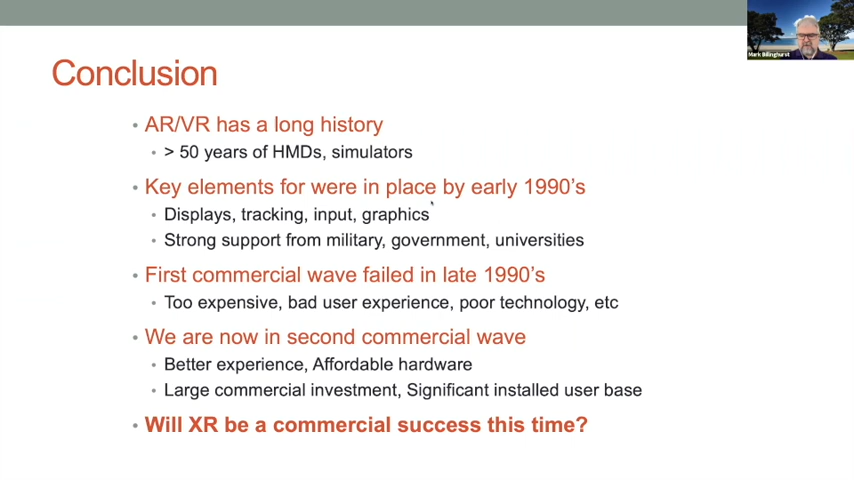 Mark Billinghurst
Conclusion
• AR/VR has a long history
• > 50 years of HMDs, simulators
• Key elements for were in place by early 1990's
• Displays, tracking, input, graphics
• Strong support from military, government, universities
• First commercial wave failed in late 1990's
• Too expensive, bad user experience, poor technology, etc
• We are now in second commercial wave
• Better experience, Affordable hardware
• Large commercial investment, Significant installed user base
• Will XR be a commercial success this time?